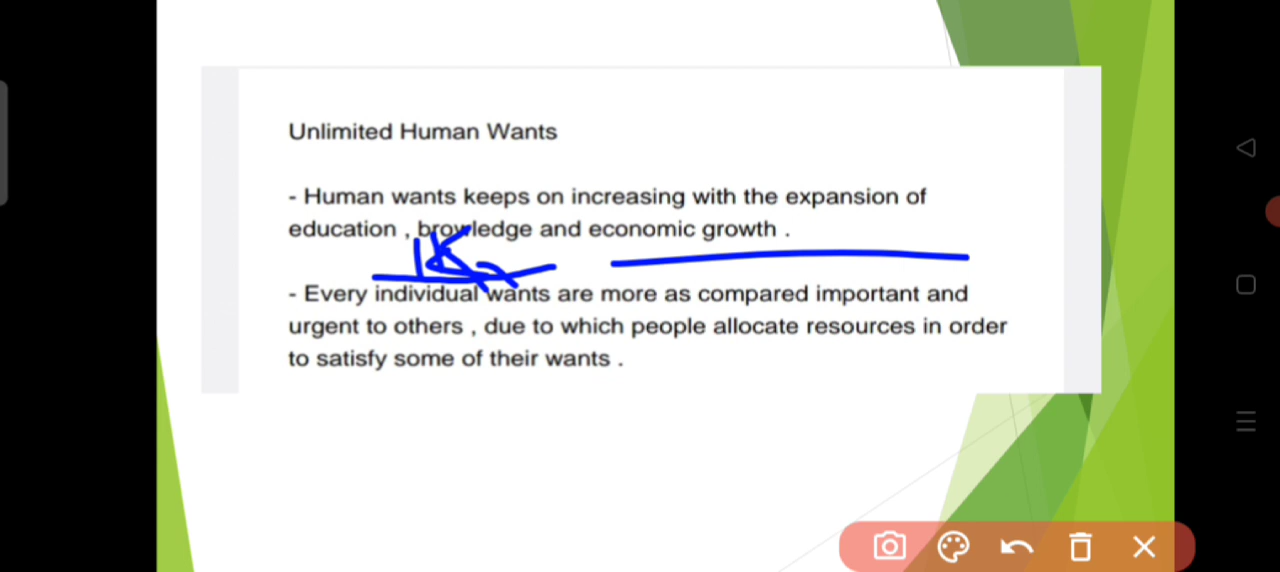 Unlimited Human Wants
- Human wants keeps on increasing with the expansion of
education , browledge and economic growth .
- Every individual wants are more as compared important and
urgent to others , due to which people allocate resources in order
to satisfy some of their wants .